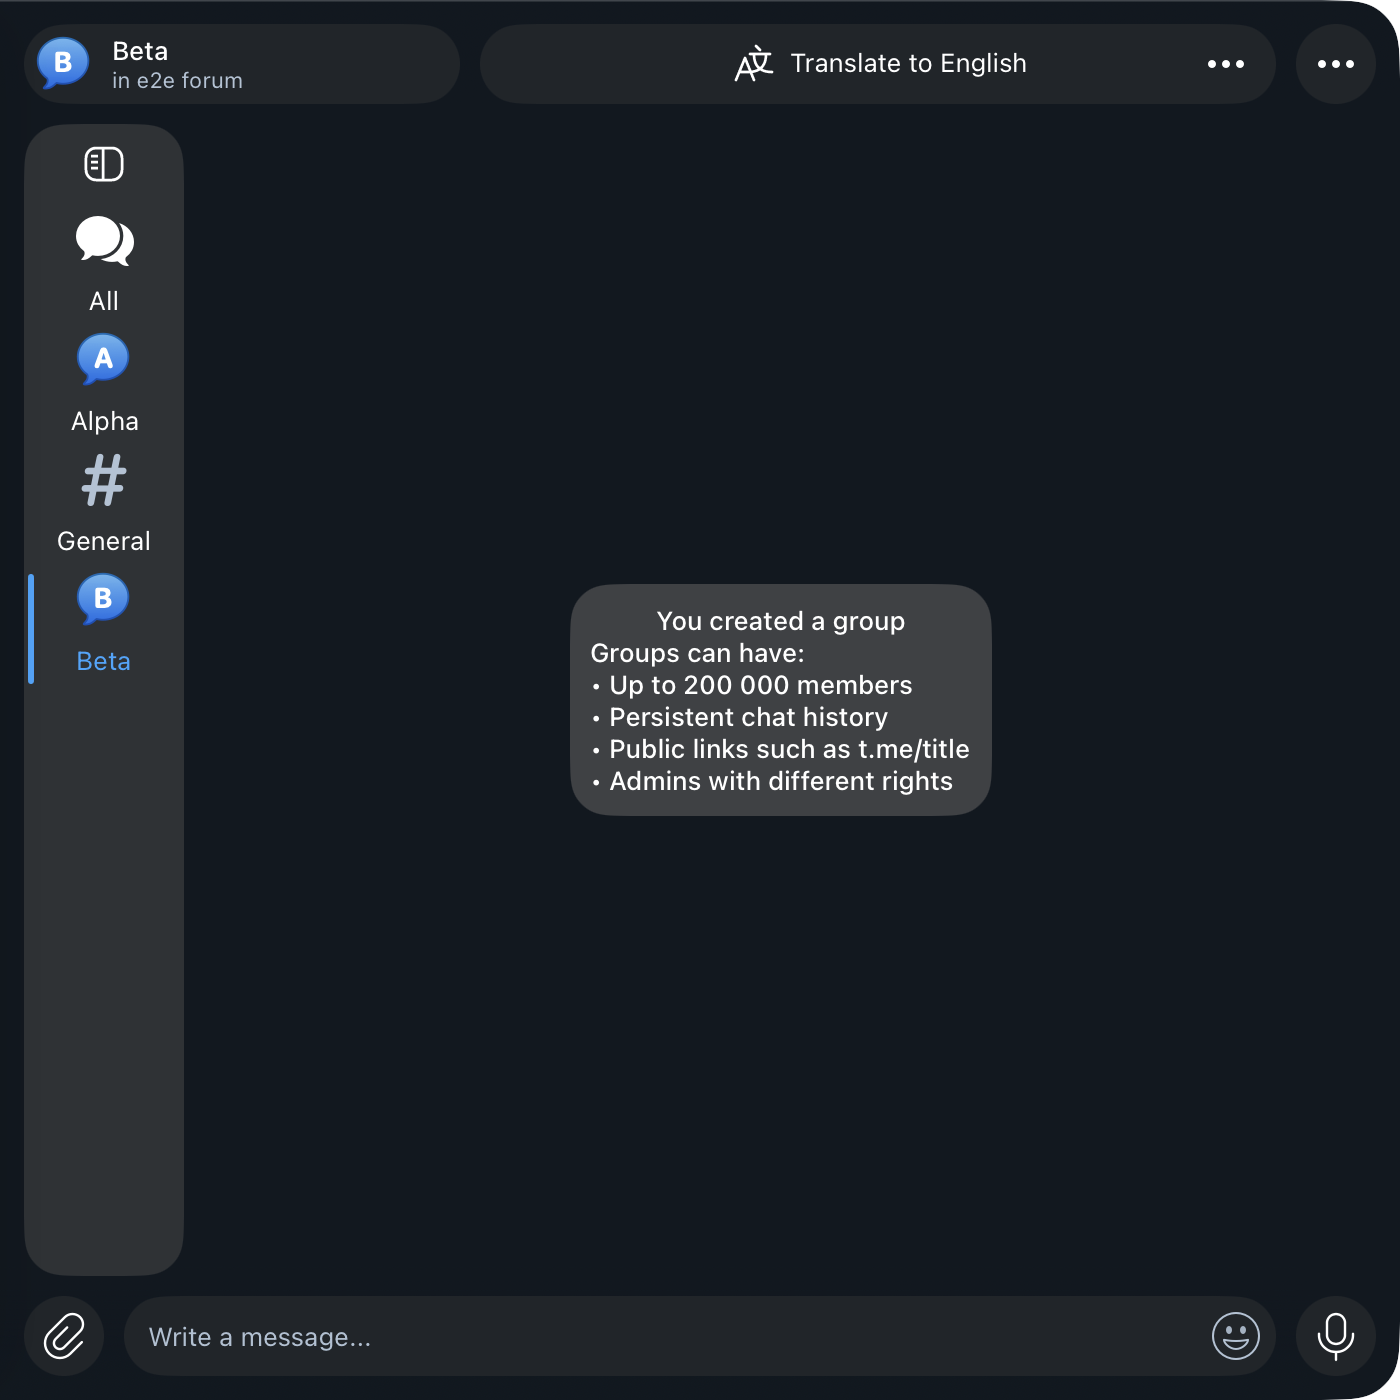 B
Beta
in e2e forum
Translate to English
All
A
Alpha
#
General
B
Beta
You created a group
Groups can have:
• Up to 200 000 members
• Persistent chat history
• Public links such as t.me/title
• Admins with different rights
Write a message...